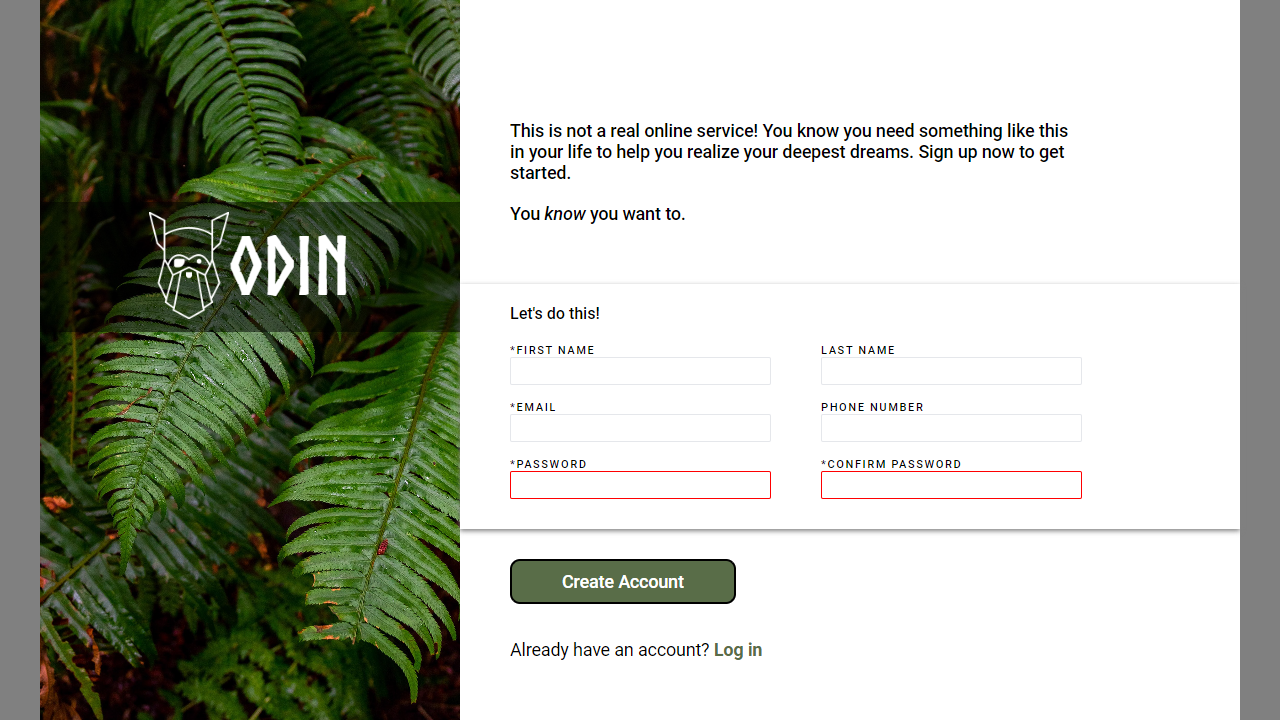 ODIN
This is not a real online service! You know you need something like this
in your life to help you realize your deepest dreams. Sign up now to get
started.
You know you want to.
Let's do this!
*FIRST NAME
LAST NAME
*EMAIL
PHONE NUMBER
*PASSWORD
*CONFIRM PASSWORD
Create Account
Already have an account? Log in